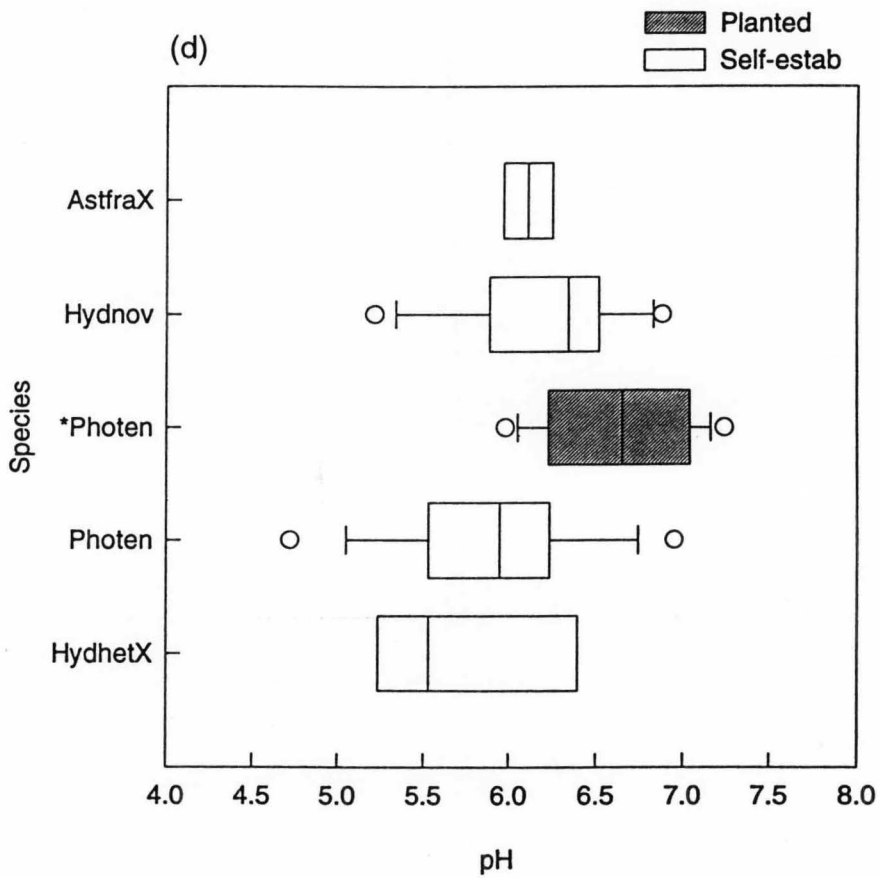 (d)
Planted
Self-estab
AstfraX
Hydnov
*Photen
Photen
HydhetX
Species
4.0 4.5 5.0 5.5 6.0 6.5 7.0 7.5 8.0
pH